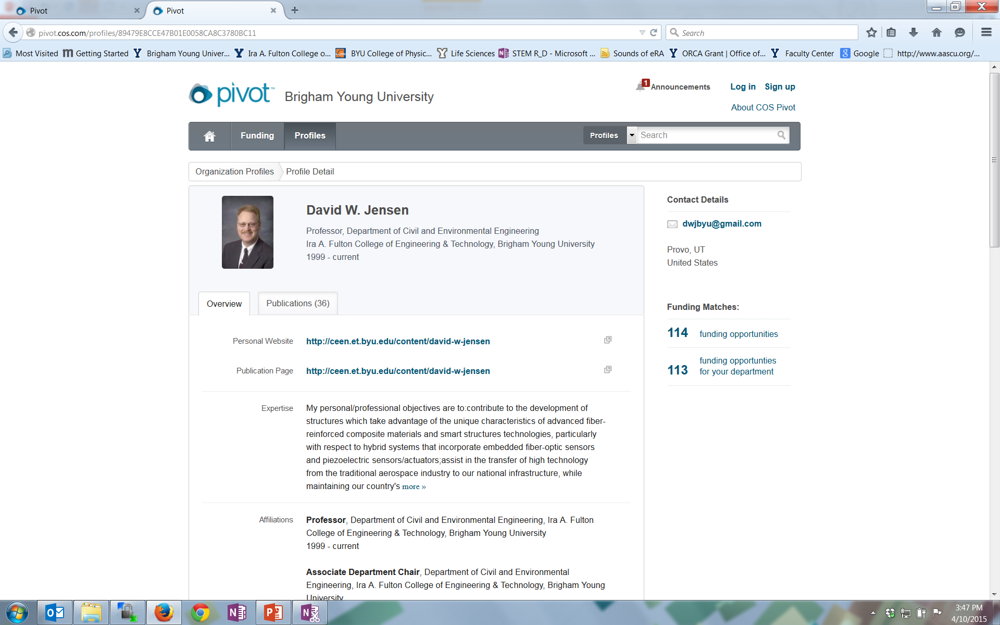 Pivot
Pivot
pivot.cos.com/profiles/89479E8CCE47B01E0058CA8C3780BC11
Search
Most Visited Getting Started Brigham Young Univer... Ira A. Fulton College o... BYU College of Physic... Life Sciences STEM R_D - Microsoft ... Sounds of eRA ORCA Grant | Office of... Faculty Center Google http://www.aascu.org/...
pivot™ Brigham Young University
1 Announcements Log in Sign up
About COS Pivot
Funding Profiles
Profiles Search
Organization Profiles Profile Detail
David W. Jensen
Professor, Department of Civil and Environmental Engineering
Ira A. Fulton College of Engineering & Technology, Brigham Young University
1999 - current
Contact Details
dwjbyu@gmail.com
Provo, UT
United States
Overview Publications (36)
Funding Matches:
114 funding opportunities
113 funding opportunties
for your department
Personal Website http://ceen.et.byu.edu/content/david-w-jensen
Publication Page http://ceen.et.byu.edu/content/david-w-jensen
Expertise My personal/professional objectives are to:contribute to the development of
structures which take advantage of the unique characteristics of advanced fiber-
reinforced composite materials and smart structures technologies, particularly
with respect to hybrid systems that incorporate embedded fiber-optic sensors
and piezoelectric sensors/actuators;assist in the transfer of high technology
from the traditional aerospace industry to our national infrastructure, while
maintaining our country's more »
Affiliations Professor, Department of Civil and Environmental Engineering, Ira A. Fulton
College of Engineering & Technology, Brigham Young University
1999 - current
Associate Department Chair, Department of Civil and Environmental
Engineering, Ira A. Fulton College of Engineering & Technology, Brigham Young
University
3:47 PM
4/10/2015